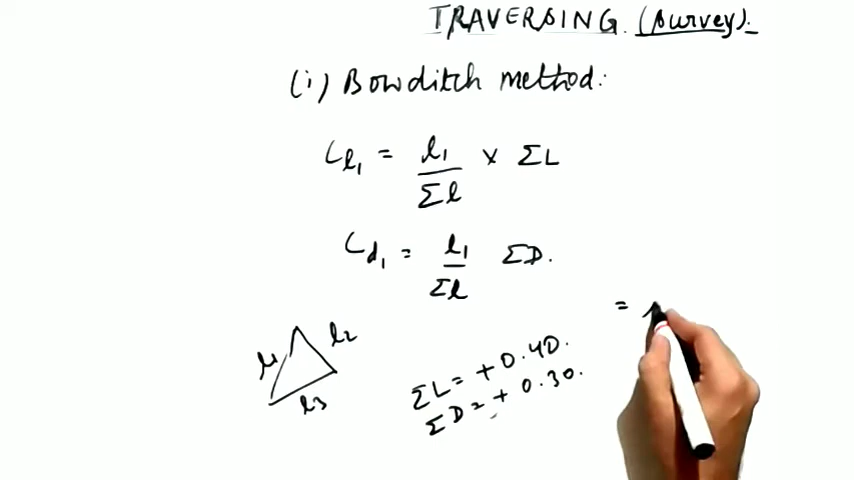 TRAVERSING. (Survey).
(i) Bowditch method:
Cl₁ = l₁/Σl × ΣL
Cd₁ = l₁/Σl ΣD.
l₁ l₂
l₃
ΣL = +0.40.
ΣD = +0.30.
=